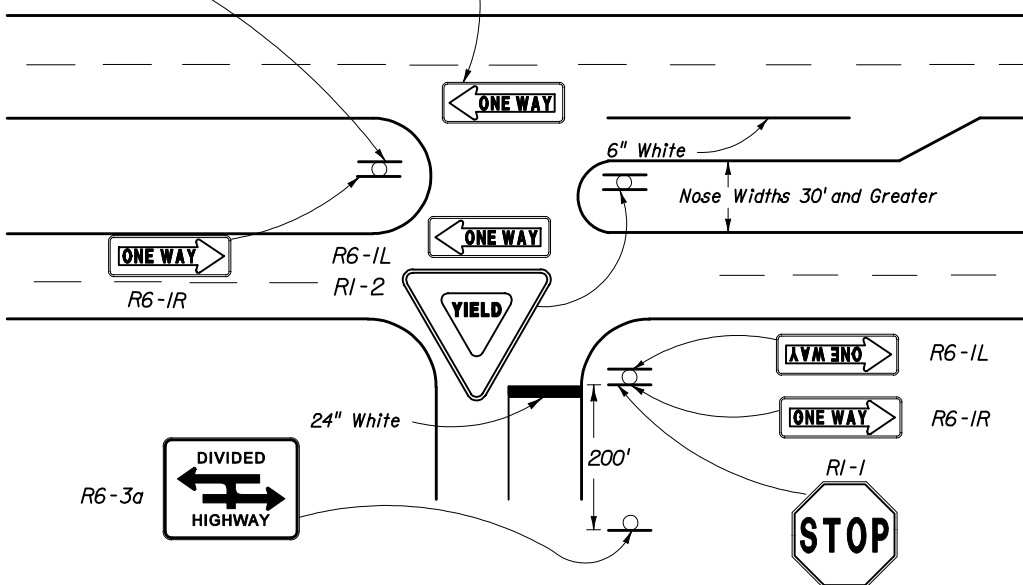 ONE WAY
6" White
Nose Widths 30' and Greater
ONE WAY
ONE WAY
R6-1L
R6-1R
R1-2
YIELD
ONE WAY
R6-1L
ONE WAY
R6-1R
24" White
200'
DIVIDED
HIGHWAY
R6-3a
R1-1
STOP